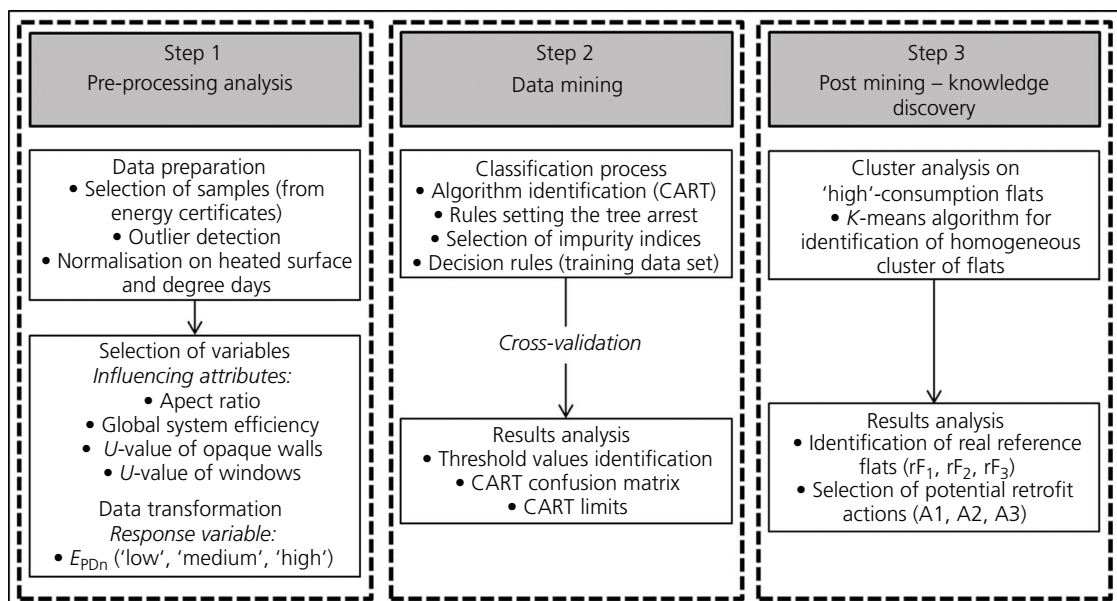 Step 1
Pre-processing analysis
Data preparation
• Selection of samples (from
energy certificates)
• Outlier detection
• Normalisation on heated surface
and degree days
Selection of variables
Influencing attributes:
• Apect ratio
• Global system efficiency
• U-value of opaque walls
• U-value of windows
Data transformation
Response variable:
• EPDn (‘low‘, ‘medium‘, ‘high‘)
Step 2
Data mining
Classification process
• Algorithm identification (CART)
• Rules setting the tree arrest
• Selection of impurity indices
• Decision rules (training data set)
Cross-validation
Results analysis
• Threshold values identification
• CART confusion matrix
• CART limits
Step 3
Post mining – knowledge
discovery
Cluster analysis on
‘high‘-consumption flats
• K-means algorithm for
identification of homogeneous
cluster of flats
Results analysis
• Identification of real reference
flats (rF1, rF2, rF3)
• Selection of potential retrofit
actions (A1, A2, A3)